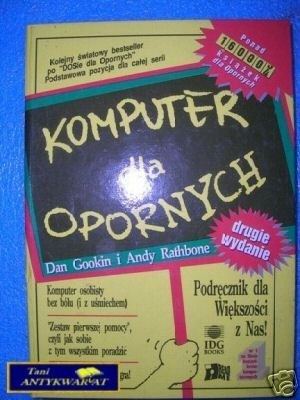 Kolejny światowy bestseller
po "DOSie dla Opornych"
Podstawowa pozycja dla całej serii
Ponad
książek
dla Opornych
KOMPUTER
dla
OPORNYCH
drugie
wydanie
Dan Gookin i Andy Rathbone
Komputer osobisty
bez bólu (i z uśmiechem)
"Zestaw pierwszej pomocy",
czyli jak sobie
z tym wszystkim poradzić
gra!
Podręcznik dla
Większości
z Nas!
IDG
BOOKS
Tani
ANTYKWARIAT